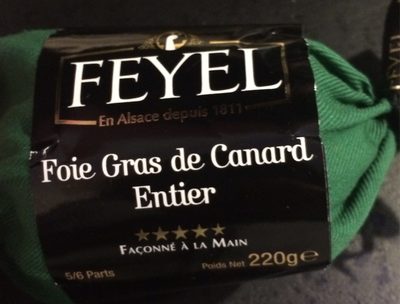 FEYEL
En Alsace depuis 1811
Foie Gras de Canard
Entier
FAÇONNÉ À LA MAIN
5/6 Parts
Poids Net 220g℮